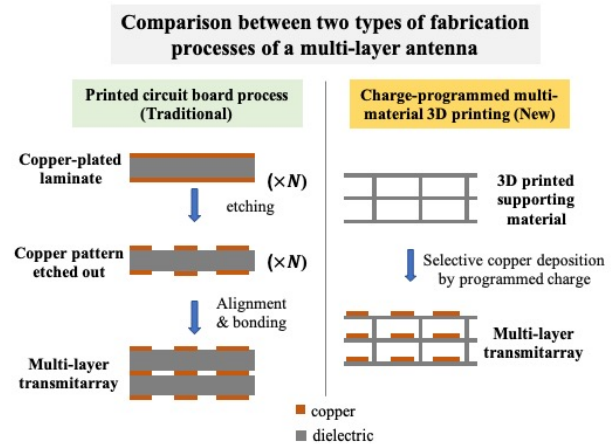 Comparison between two types of fabrication
processes of a multi-layer antenna
Printed circuit board process
(Traditional)
Copper-plated
laminate
(×N)
etching
Copper pattern
etched out
(×N)
Alignment
& bonding
Multi-layer
transmitarray
Charge-programmed multi-
material 3D printing (New)
3D printed
supporting
material
Selective copper deposition
by programmed charge
Multi-layer
transmitarray
copper
dielectric